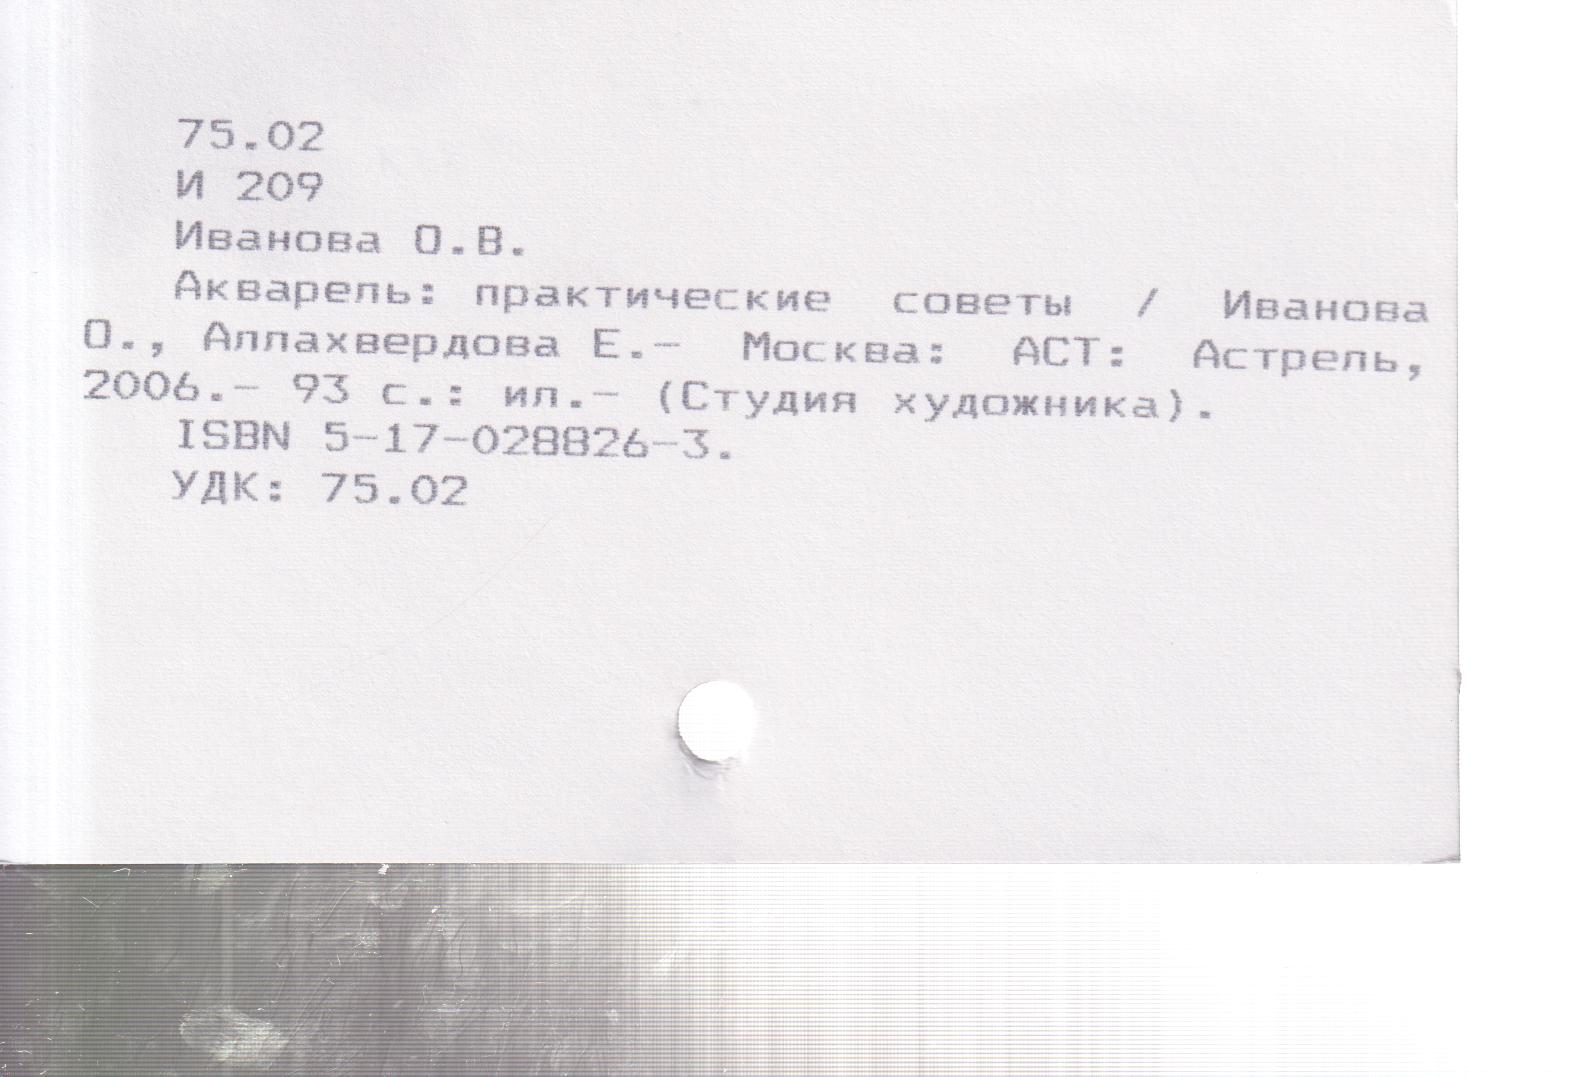 75.02
И 209
Иванова О.В.
Акварель: практические советы / Иванова
О., Аллахвердова Е.- Москва: АСТ: Астрель,
2006.- 93 с.: ил.- (Студия художника).
ISBN 5-17-028826-3.
УДК: 75.02